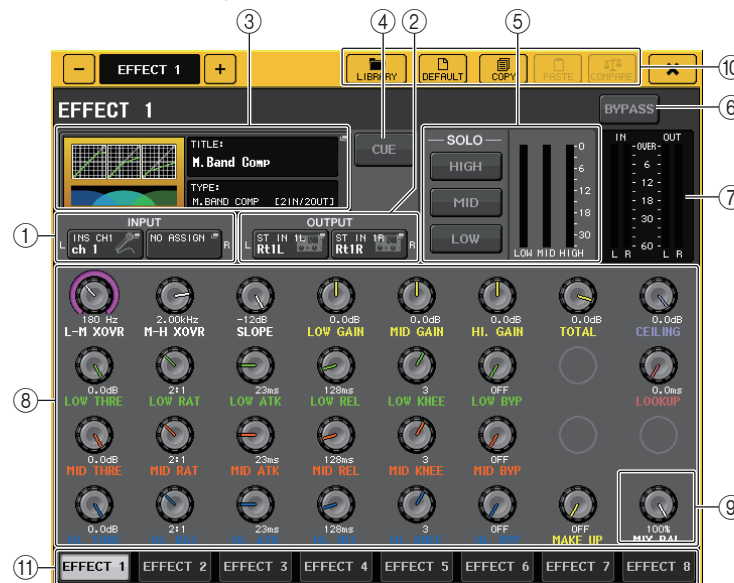 ③ ④ ② ⑤
− EFFECT 1 + LIBRARY DEFAULT COPY PASTE COMPARE × ⑩
EFFECT 1 BYPASS ⑥
TITLE: M.Band Comp
TYPE: M.BAND COMP [2IN/20UT]
CUE
SOLO
HIGH
MID
LOW
0
-6
-12
-18
-30
LOW MID HIGH
IN OUT
-OVER-
- 6 -
- 12 -
- 18 -
- 30 -
- 60 -
L R L R
⑦
① INPUT
L INS CH1 ch 1 NO ASSIGN R
OUTPUT
L ST IN 1L Rt1L ST IN 1R Rt1R R
180 Hz 2.00kHz -12dB 0.0dB 0.0dB 0.0dB 0.0dB 0.0dB
L-M XOVR M-H XOVR SLOPE LOW GAIN MID GAIN HI. GAIN TOTAL CEILING
⑧
0.0dB 2:1 23ms 128ms 3 OFF 0.0ms
LOW THRE LOW RAT LOW ATK LOW REL LOW KNEE LOW BYP LOOKUP
0.0dB 2:1 23ms 128ms 3 OFF
MID THRE MID RAT MID ATK MID REL MID KNEE MID BYP
0.0dB 2:1 23ms 128ms 3 OFF OFF 100%
MAKE UP MIX BAL
⑨
⑪ EFFECT 1 EFFECT 2 EFFECT 3 EFFECT 4 EFFECT 5 EFFECT 6 EFFECT 7 EFFECT 8